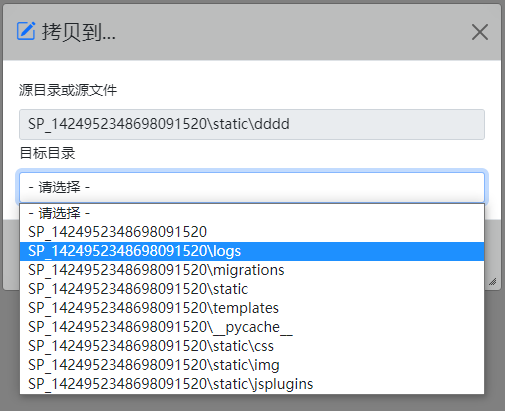 拷贝到...
源目录或源文件
SP_1424952348698091520\static\dddd
目标目录
- 请选择 -
- 请选择 -
SP_1424952348698091520
SP_1424952348698091520\logs
SP_1424952348698091520\migrations
SP_1424952348698091520\static
SP_1424952348698091520\templates
SP_1424952348698091520\__pycache__
SP_1424952348698091520\static\css
SP_1424952348698091520\static\img
SP_1424952348698091520\static\jsplugins